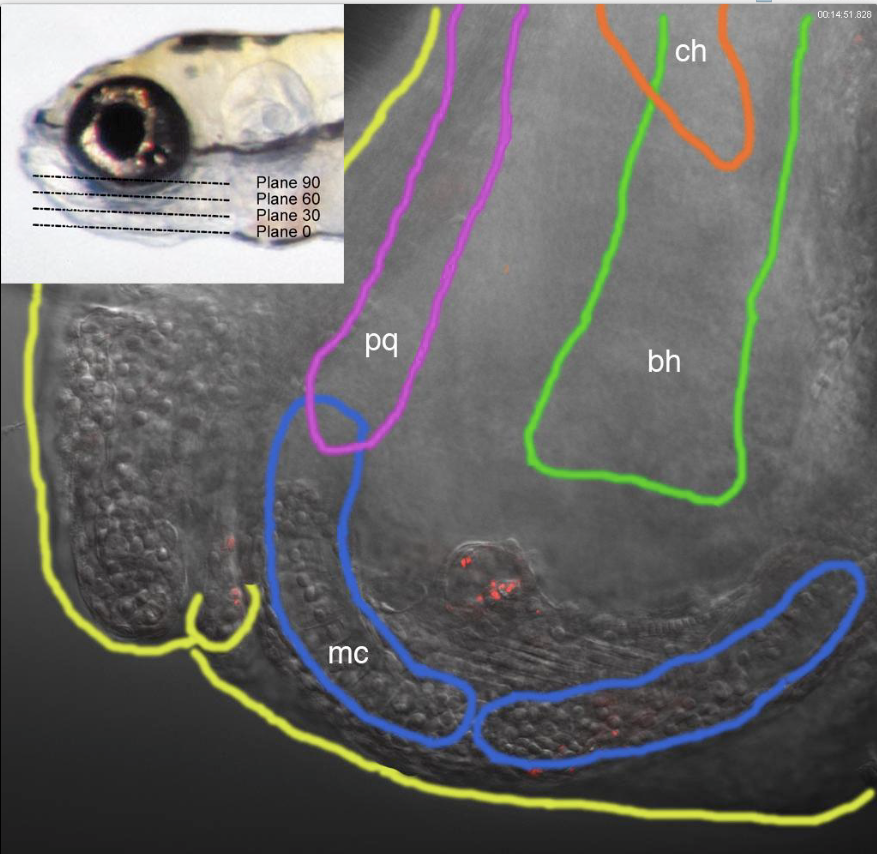 00:14:51.828
ch
Plane 90
Plane 60
Plane 30
Plane 0
pq
bh
mc